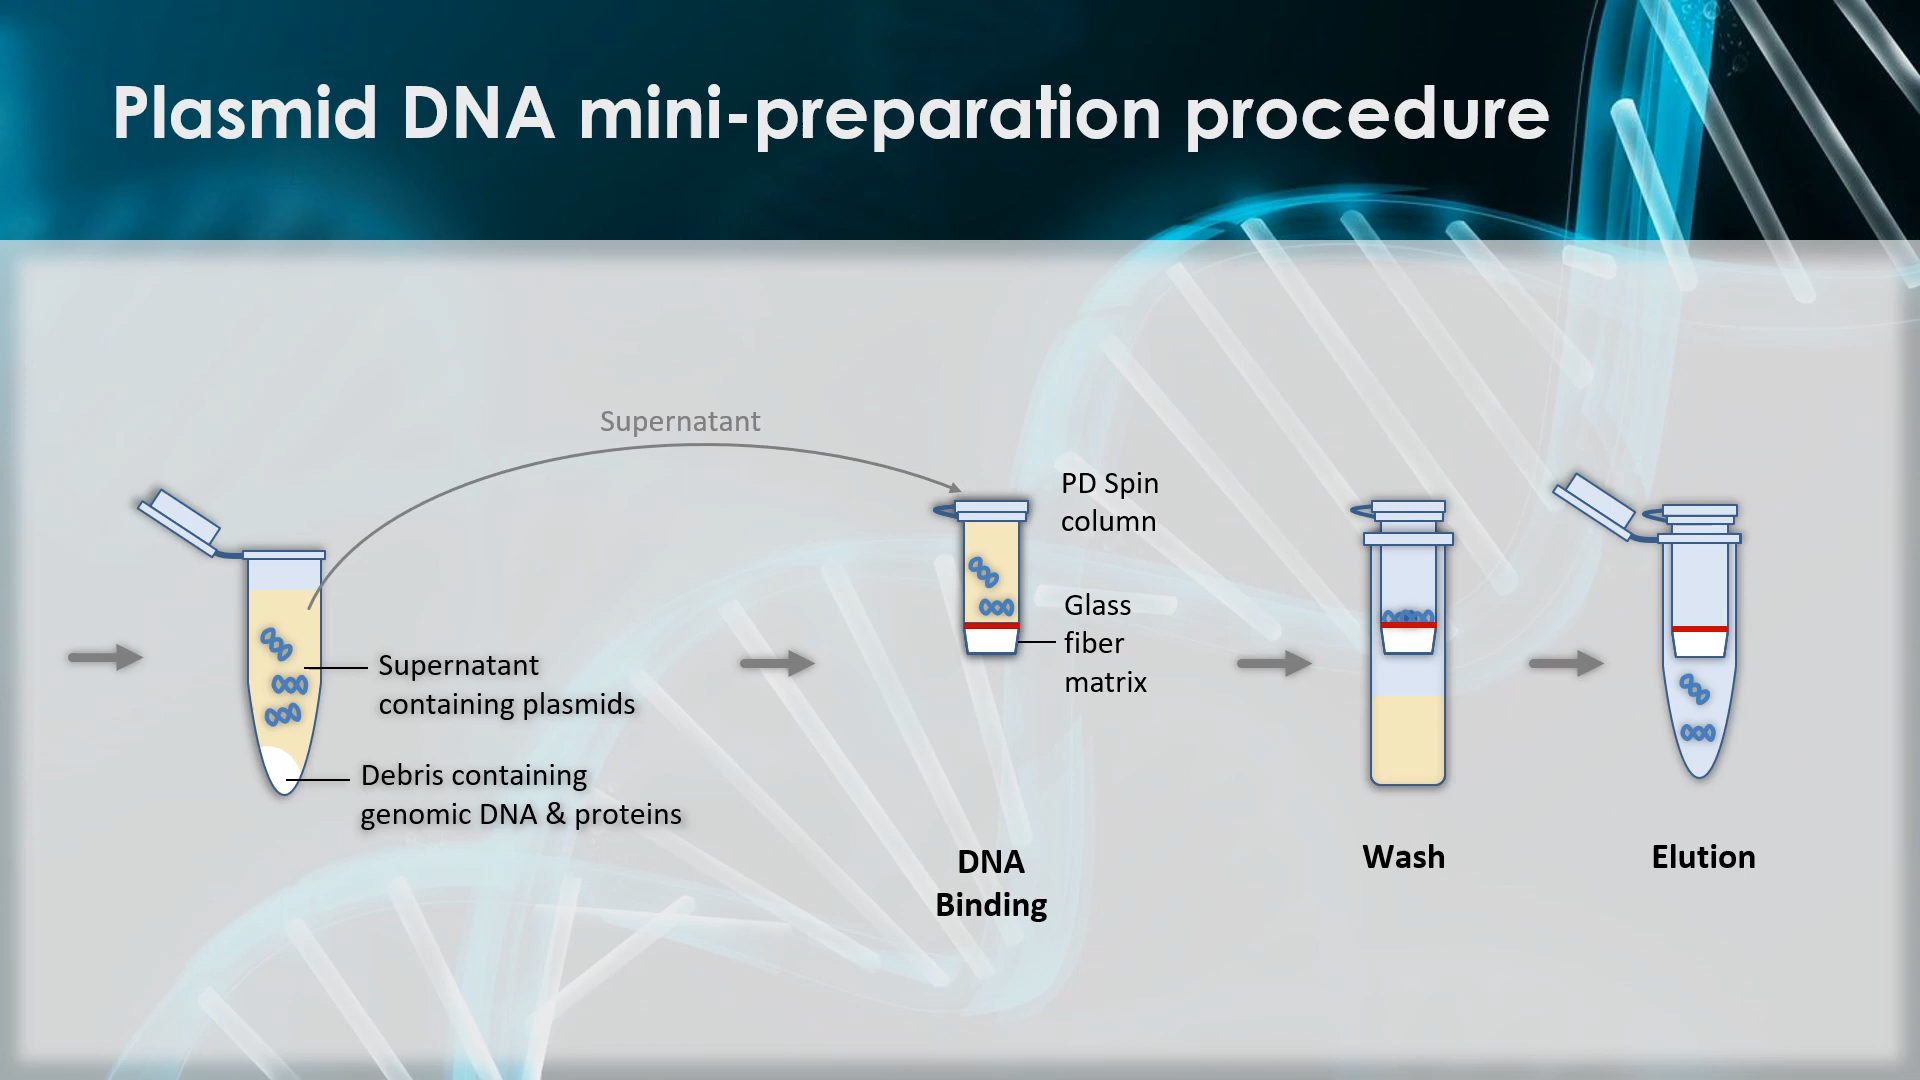 Plasmid DNA mini-preparation procedure
Supernatant
Supernatant
containing plasmids
Debris containing
genomic DNA & proteins
PD Spin
column
Glass
fiber
matrix
DNA
Binding
Wash
Elution